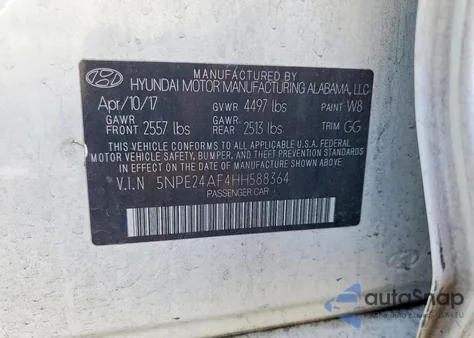 MANUFACTURED BY
HYUNDAI MOTOR MANUFACTURING ALABAMA, LLC
Apr/10/17 GVWR 4497 lbs PAINT W8
GAWR FRONT 2557 lbs GAWR REAR 2513 lbs TRIM GG
THIS VEHICLE CONFORMS TO ALL APPLICABLE U.S.A FEDERAL
MOTOR VEHICLE SAFETY, BUMPER, AND THEFT PREVENTION STANDARDS
IN EFFECT ON THE DATE OF MANUFACTURE SHOWN ABOVE.
V.I.N 5NPE24AF4HH588364
PASSENGER CAR
autoSnap